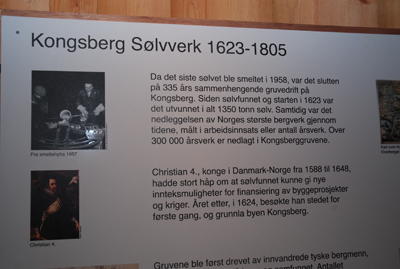 Kongsberg Sølvverk 1623-1805
Da det siste sølvet ble smeltet i 1958, var det slutten
på 335 års sammenhengende gruvedrift på
Kongsberg. Siden sølvfunnet og starten i 1623 var
det utvunnet i alt 1350 tonn sølv. Samtidig var det
nedleggelsen av Norges største bergverk gjennom
tidene, målt i arbeidsinnsats eller antall årsverk. Over
300 000 årsverk er nedlagt i Kongsberggruvene.
Fra smeltehytta 1957
Christian 4., konge i Danmark-Norge fra 1588 til 1648,
hadde stort håp om at sølvfunnet kunne gi nye
inntektsmuligheter for finansiering av byggeprosjekter
og kriger. Året etter, i 1624, besøkte han stedet for
første gang, og grunnla byen Kongsberg.
Christian 4.
Gruvene ble først drevet av innvandrede tyske bergmenn,